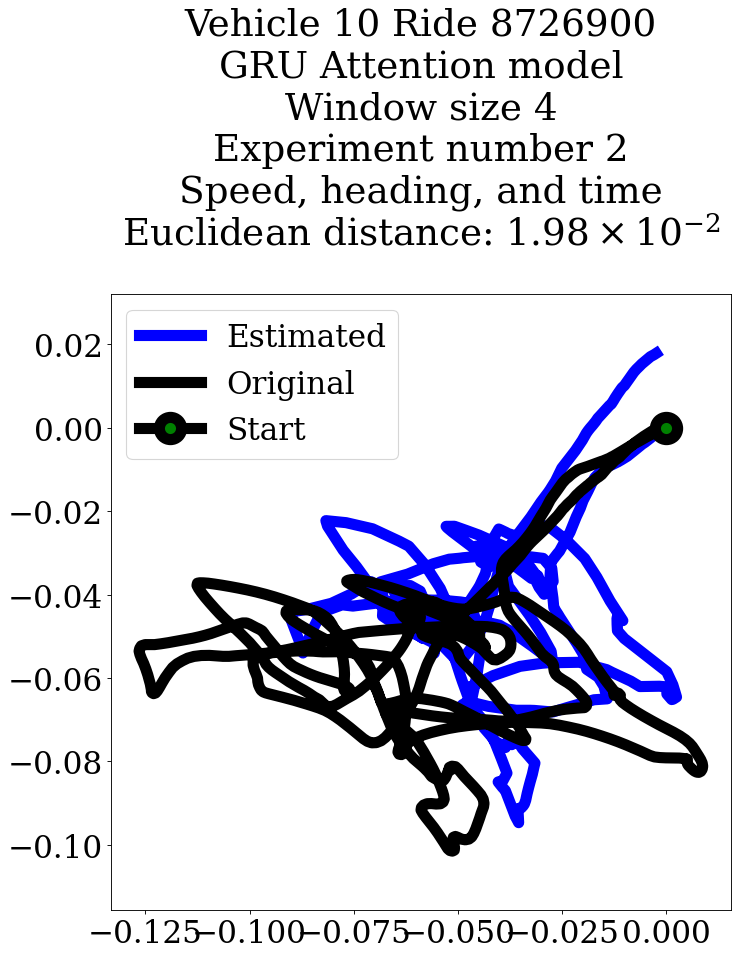 Vehicle 10 Ride 8726900
GRU Attention model
Window size 4
Experiment number 2
Speed, heading, and time
Euclidean distance: 1.98 × 10⁻²
Estimated
Original
Start
0.02
0.00
−0.02
−0.04
−0.06
−0.08
−0.10
−0.125 −0.100 −0.075 −0.050 −0.025 0.000